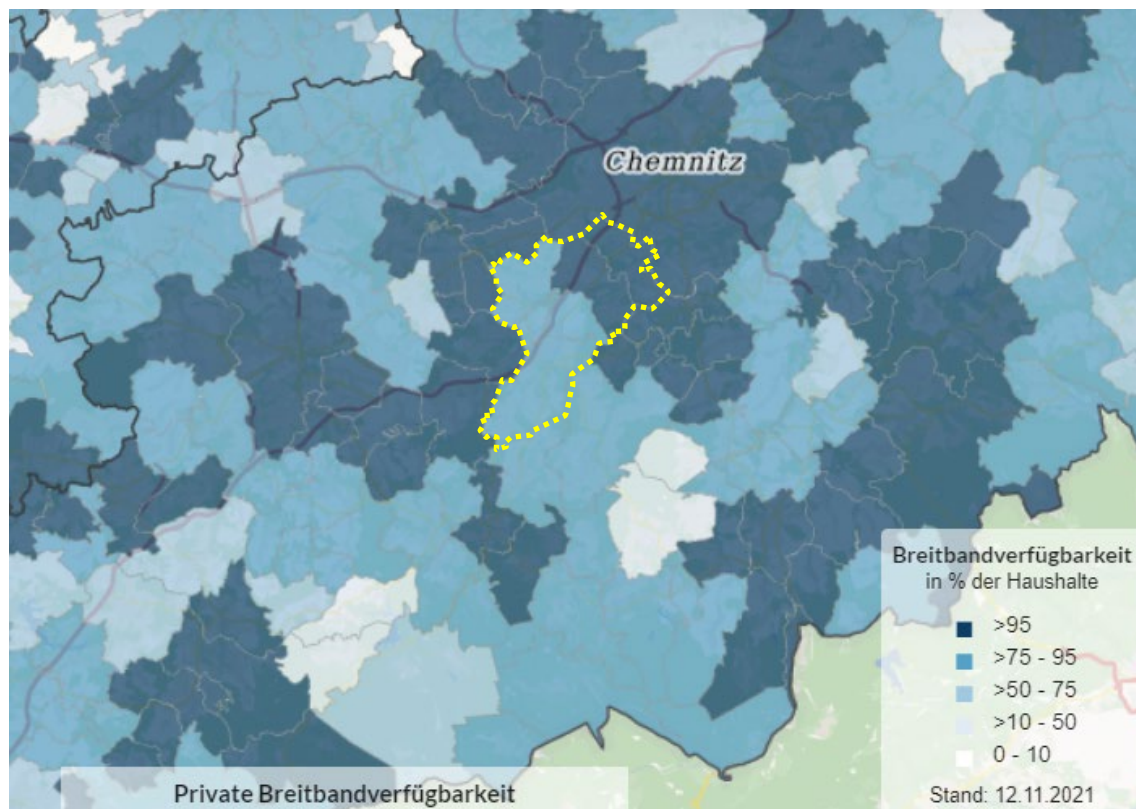 Chemnitz
Breitbandverfügbarkeit
in % der Haushalte
>95
>75 - 95
>50 - 75
>10 - 50
0 - 10
Stand: 12.11.2021
Private Breitbandverfügbarkeit